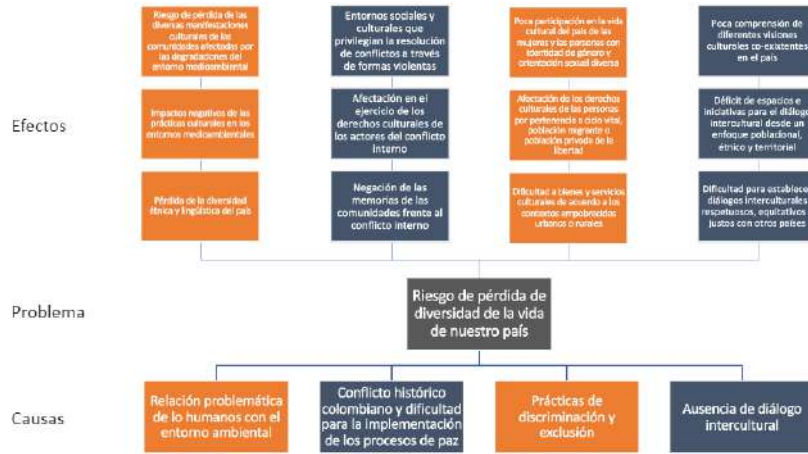 Riesgo de pérdida de
las diversas
manifestaciones
culturales de las
comunidades afectadas por
las degradaciones del
entorno medioambiental
Entornos sociales y
culturales que
privilegian la resolución
de conflictos a través
de formas violentas
Poca participación en la vida
cultural del país de las
mujeres y las personas con
identidad de género y
orientación sexual diversa
Poca comprensión de
diferentes visiones
culturales co-existentes
en el país
Efectos
Impactos negativos de las
prácticas culturales en los
entornos medioambientales
Afectación en el
ejercicio de los
derechos culturales de
los actores del conflicto
interno
Afectación de los derechos
culturales de las personas
por pertenencia a ciclo vital,
población migrante o
población privada de la
libertad
Déficit de espacios e
iniciativas para el diálogo
intercultural desde un
enfoque poblacional,
étnico y territorial
Pérdida de la diversidad
étnica y lingüística del país
Negación de las
memorias de las
comunidades frente al
conflicto interno
Dificultad a bienes y servicios
culturales de acuerdo a los
contextos empobrecidos
urbanos o rurales
Dificultad para establecer
diálogos interculturales
respetuosos, equitativos
justos con otros países
Problema
Riesgo de pérdida de
diversidad de la vida
de nuestro país
Causas
Relación problemática
de lo humanos con el
entorno ambiental
Conflicto histórico
colombiano y dificultad
para la implementación
de los procesos de paz
Prácticas de
discriminación y
exclusión
Ausencia de diálogo
intercultural